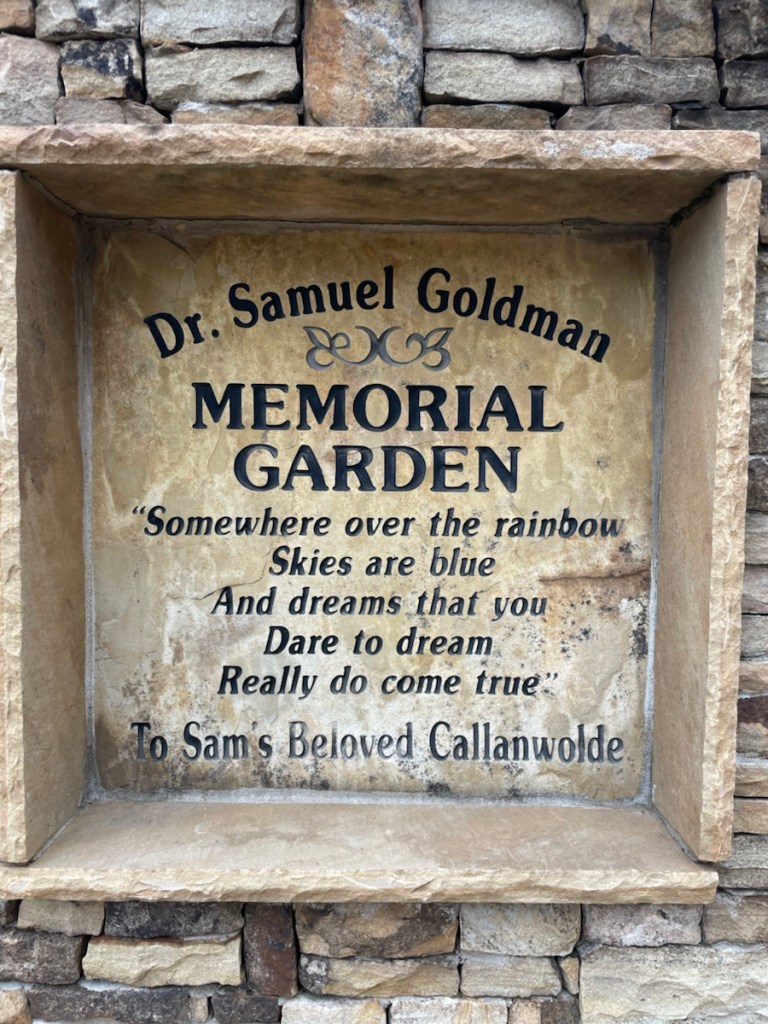 Dr. Samuel Goldman
MEMORIAL
GARDEN
“Somewhere over the rainbow
Skies are blue
And dreams that you
Dare to dream
Really do come true”
To Sam's Beloved Callanwolde